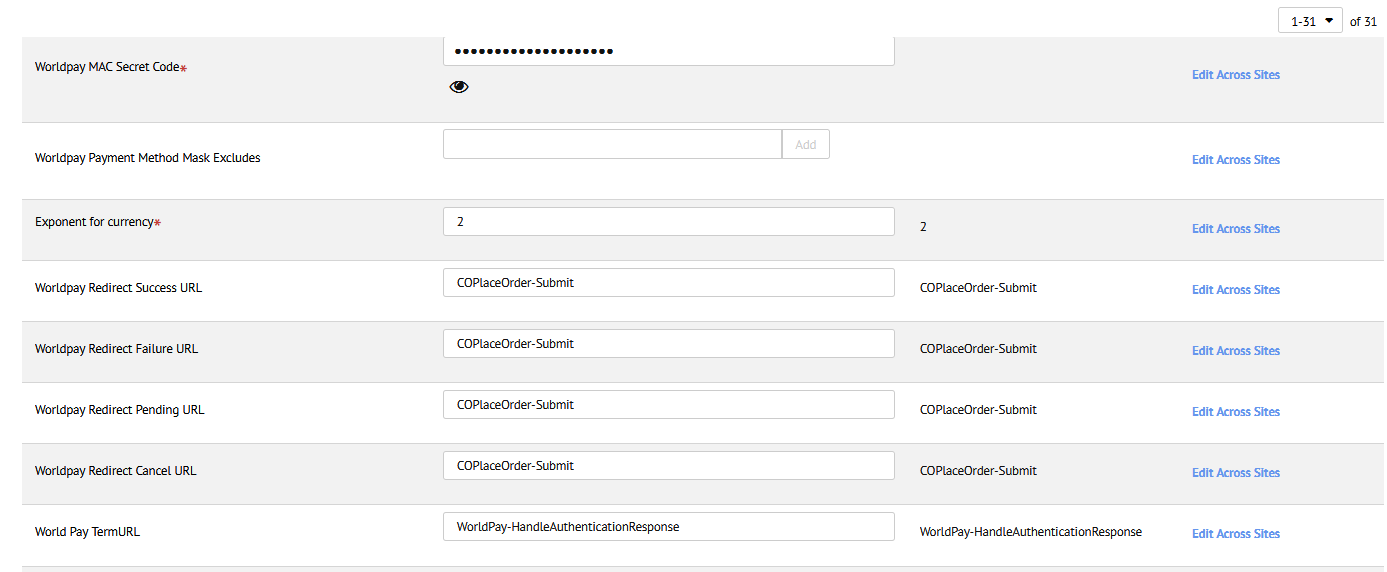 1-31 of 31
••••••••••••••••••••
Worldpay MAC Secret Code* Edit Across Sites
Worldpay Payment Method Mask Excludes Add Edit Across Sites
Exponent for currency* 2 2 Edit Across Sites
Worldpay Redirect Success URL COPlaceOrder-Submit COPlaceOrder-Submit Edit Across Sites
Worldpay Redirect Failure URL COPlaceOrder-Submit COPlaceOrder-Submit Edit Across Sites
Worldpay Redirect Pending URL COPlaceOrder-Submit COPlaceOrder-Submit Edit Across Sites
Worldpay Redirect Cancel URL COPlaceOrder-Submit COPlaceOrder-Submit Edit Across Sites
World Pay TermURL WorldPay-HandleAuthenticationResponse WorldPay-HandleAuthenticationResponse Edit Across Sites